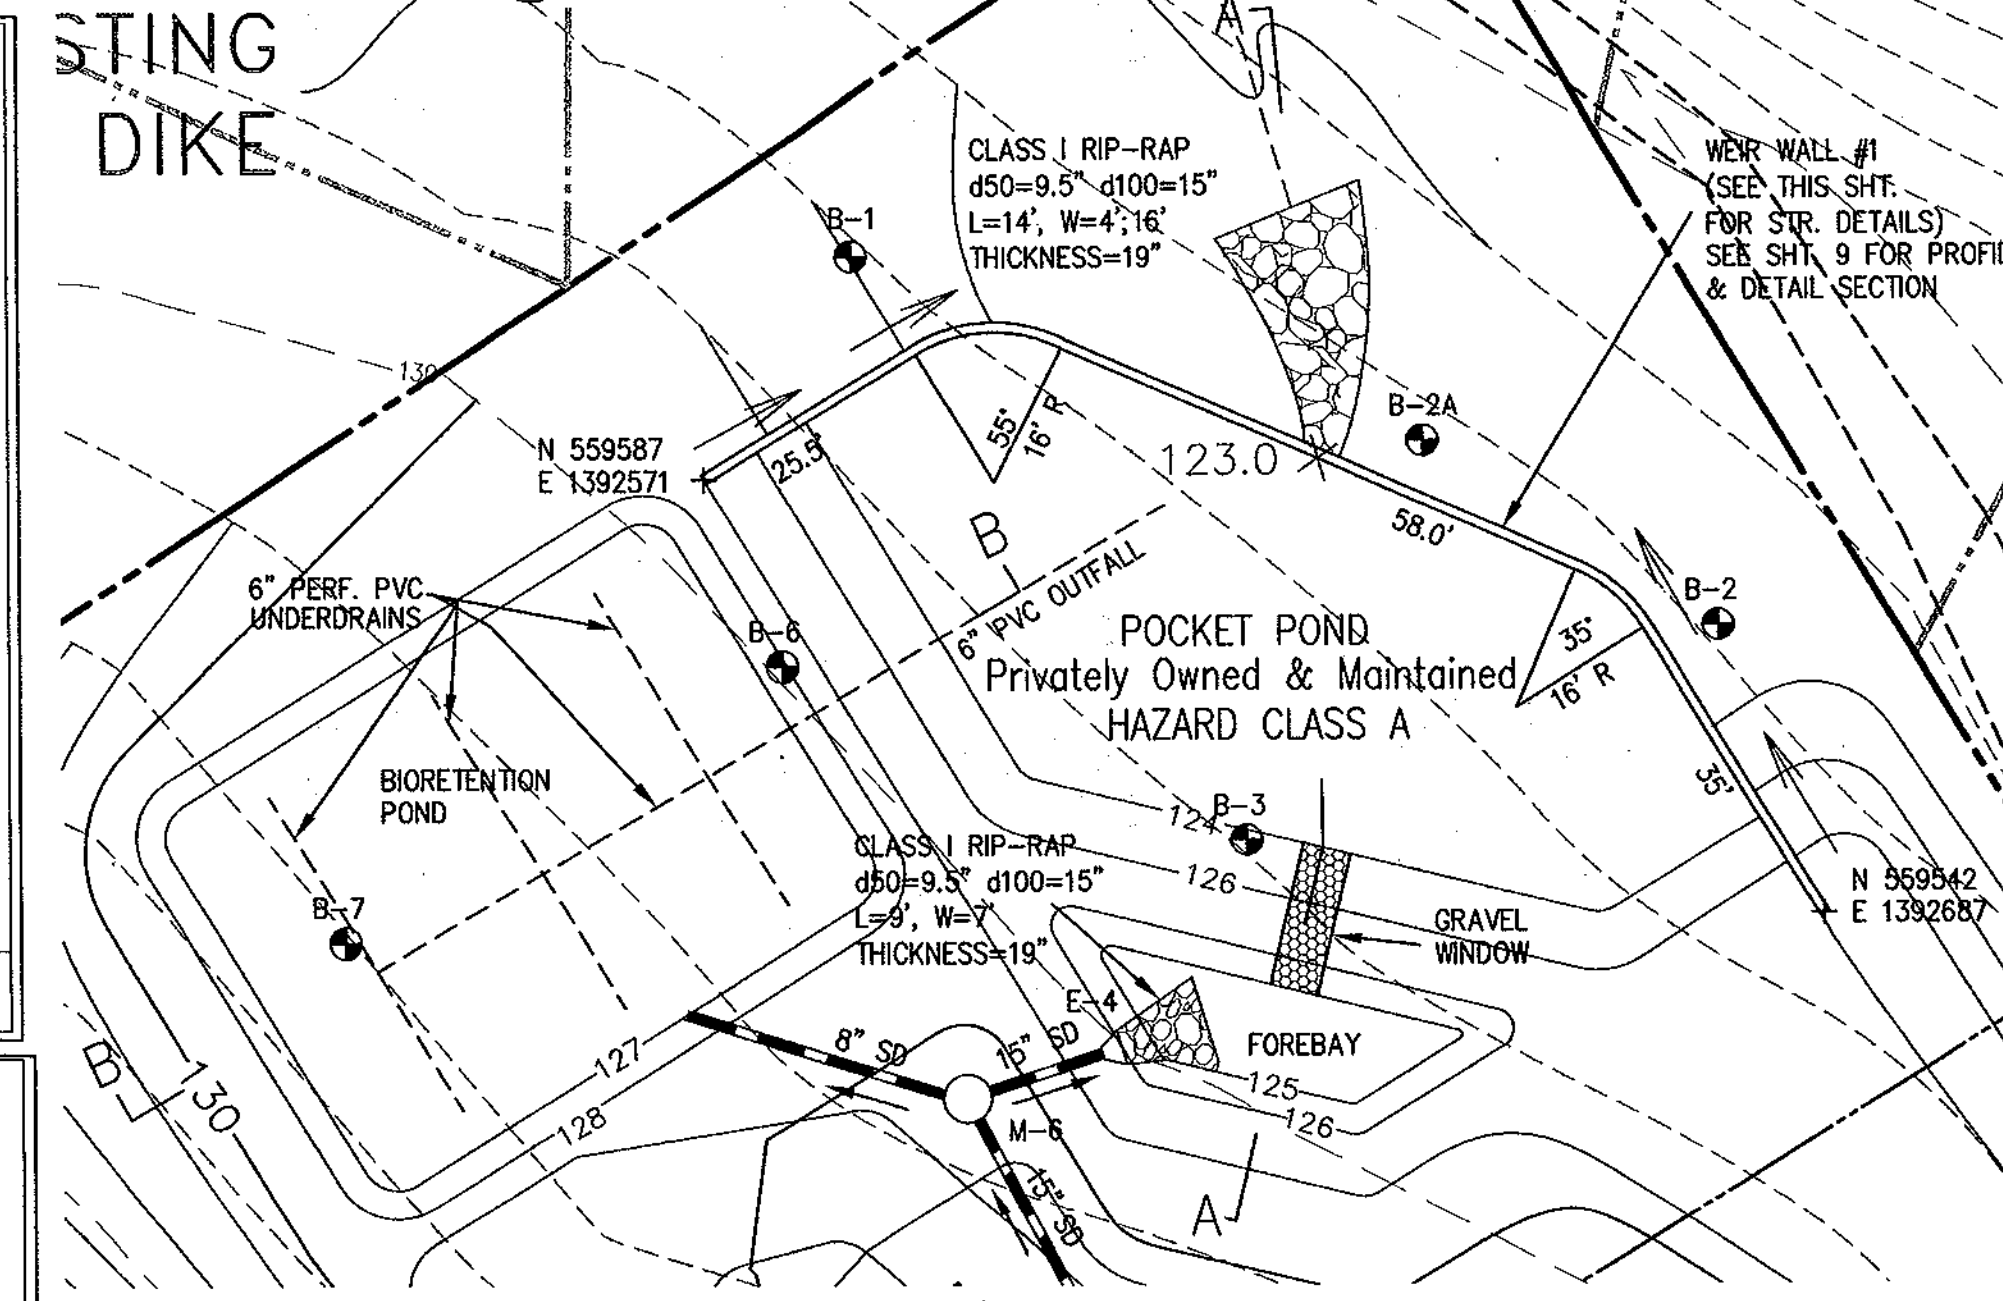 STING
DIKE
A
CLASS I RIP-RAP
d50=9.5" d100=15"
L=14', W=4';16'
THICKNESS=19"
WEIR WALL #1
(SEE THIS SHT.
FOR STR. DETAILS)
SEE SHT. 9 FOR PROFIL
& DETAIL SECTION
B-1
130
N 559587
E 1392571
25.5'
55°
16' R
123.0
B-2A
58.0'
B
6" PVC OUTFALL
6" PERF. PVC
UNDERDRAINS
B-6
POCKET POND
Privately Owned & Maintained
HAZARD CLASS A
35°
16' R
B-2
35'
BIORETENTION
POND
124
B-3
126
CLASS I RIP-RAP
d50=9.5" d100=15"
L=9', W=7'
THICKNESS=19"
N 559542
E 1392687
GRAVEL
WINDOW
B-7
E-4
FOREBAY
8" SD
15" SD
127
125
126
128
B
130
M-6
15" SD
A